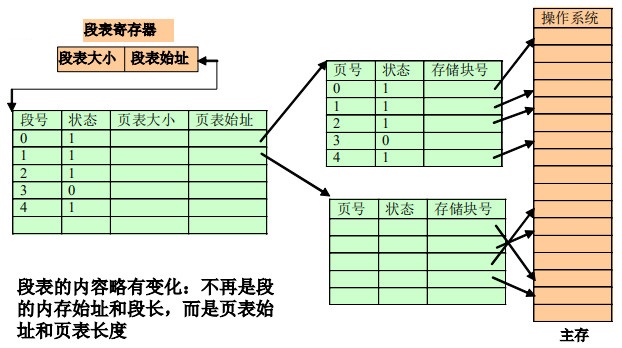 段表寄存器
段表大小 段表始址
段号 状态 页表大小 页表始址
0 1
1 1
2 1
3 0
4 1
页号 状态 存储块号
0 1
1 1
2 1
3 0
4 1
页号 状态 存储块号
操作系统
主存
段表的内容略有变化：不再是段
的内存始址和段长，而是页表始
址和页表长度